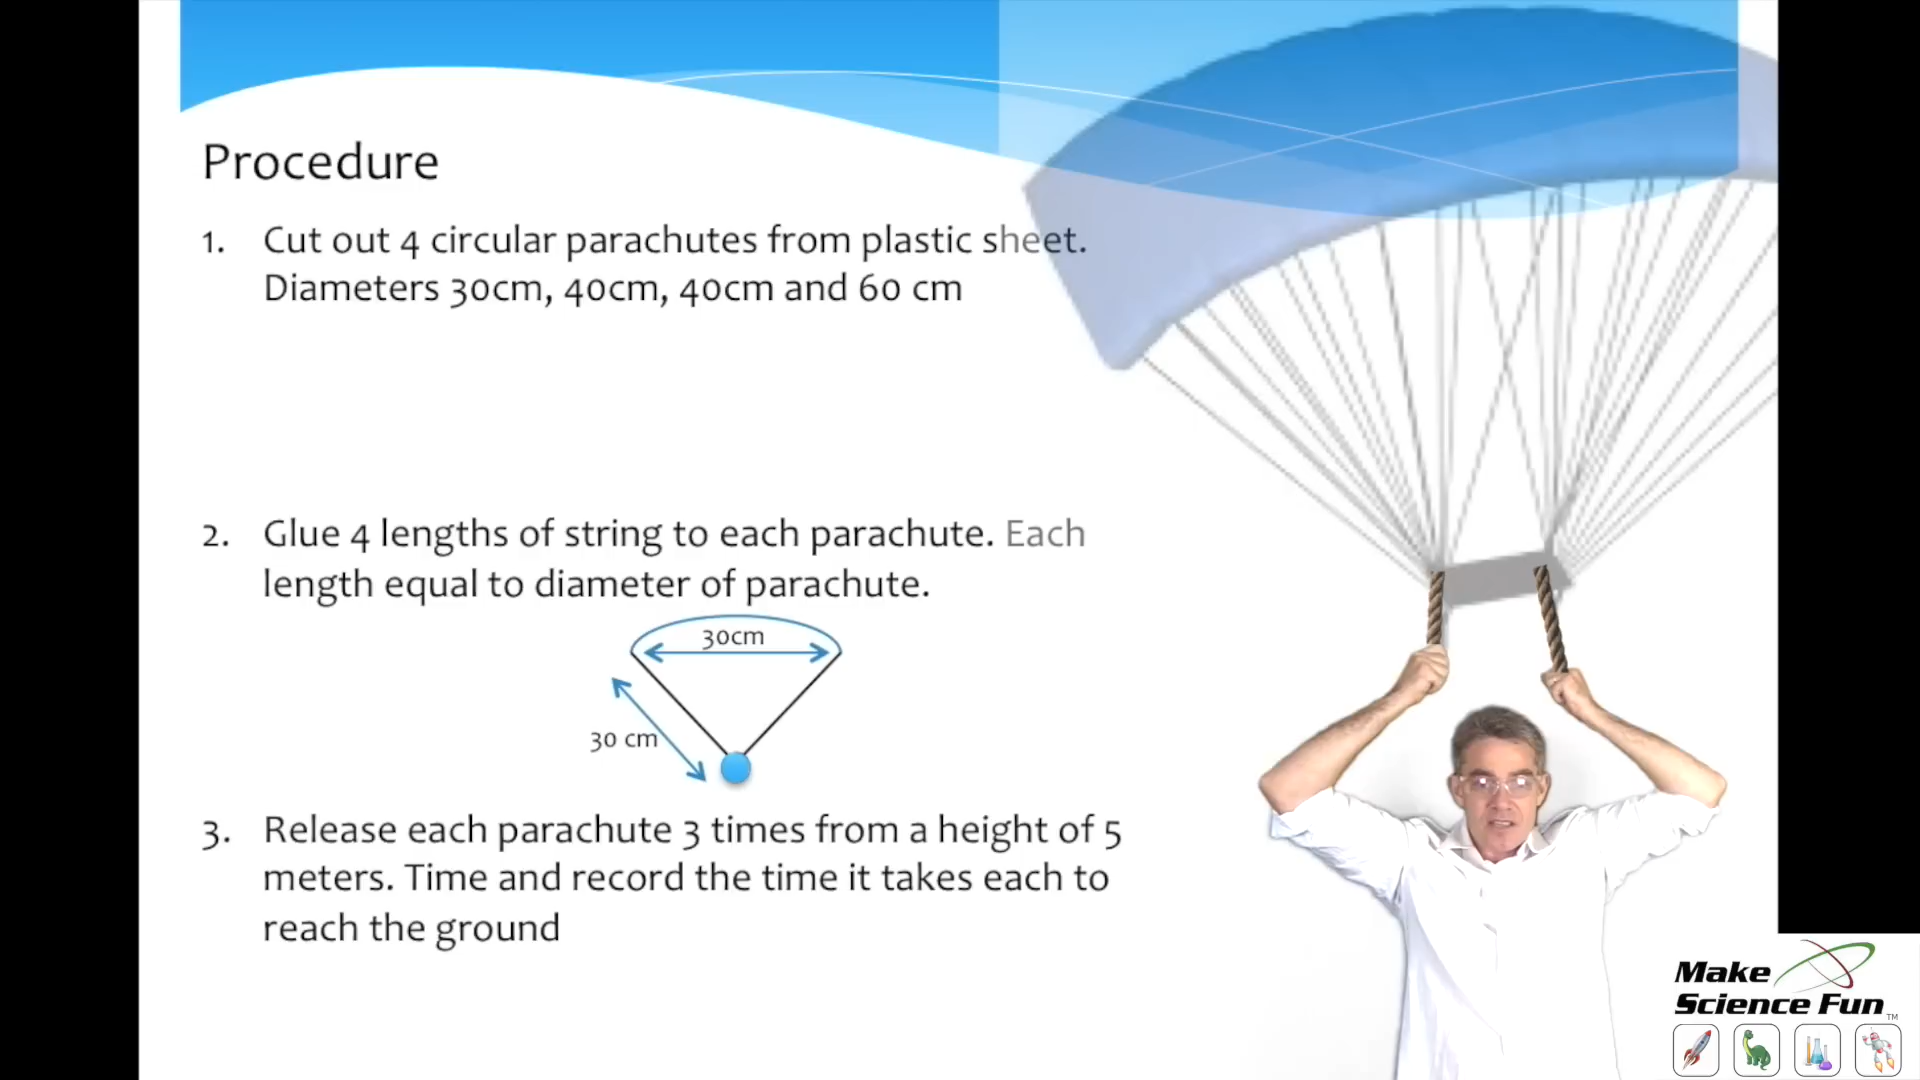 Procedure
1. Cut out 4 circular parachutes from plastic sheet.
Diameters 30cm, 40cm, 40cm and 60 cm
2. Glue 4 lengths of string to each parachute. Each
length equal to diameter of parachute.
30cm
30 cm
3. Release each parachute 3 times from a height of 5
meters. Time and record the time it takes each to
reach the ground
Make
Science Fun™